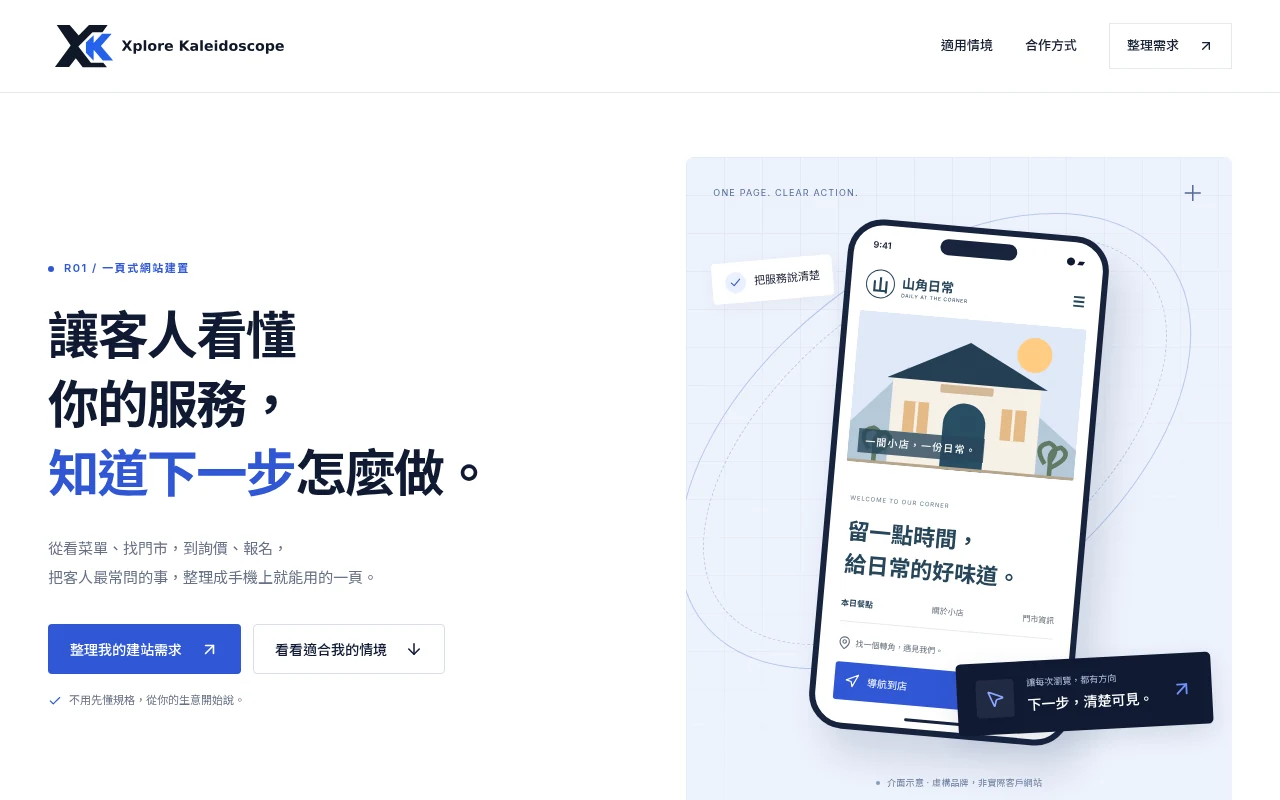 Xplore Kaleidoscope
適用情境
合作方式
整理需求
R01 / 一頁式網站建置
讓客人看懂
你的服務，
知道下一步怎麼做。
從看菜單、找門市，到詢價、報名，
把客人最常問的事，整理成手機上就能用的一頁。
整理我的建站需求
看看適合我的情境
不用先懂規格，從你的生意開始說。
ONE PAGE. CLEAR ACTION.
把服務說清楚
9:41
山
山角日常
DAILY AT THE CORNER
一間小店，一份日常。
WELCOME TO OUR CORNER
留一點時間，
給日常的好味道。
本日餐點
關於小店
門市資訊
找一個轉角，遇見我們。
導航到店
讓每次瀏覽，都有方向
下一步，清楚可見。
介面示意・虛構品牌，非實際客戶網站